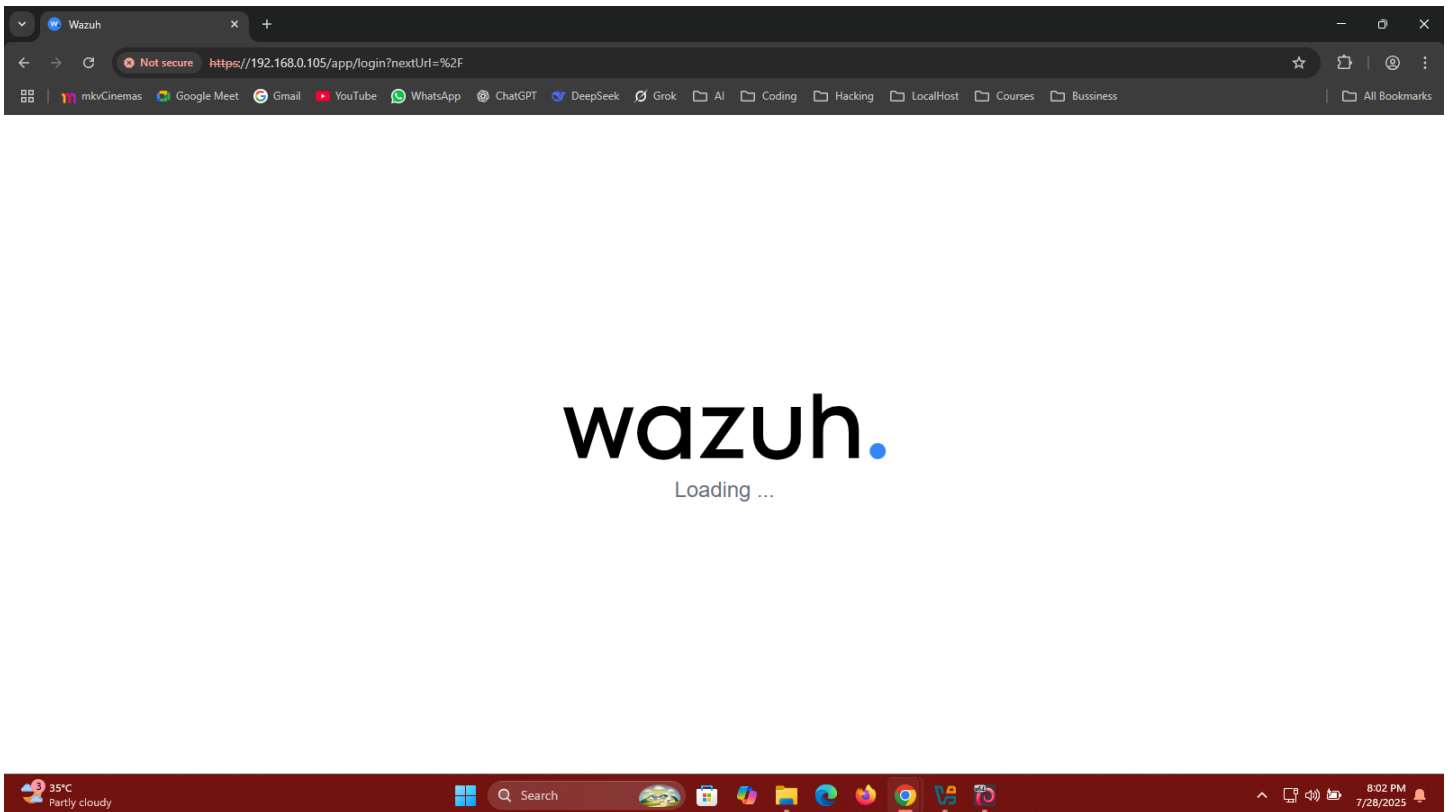 Wazuh
Not secure https://192.168.0.105/app/login?nextUrl=%2F
mkvCinemas Google Meet Gmail YouTube WhatsApp ChatGPT DeepSeek Grok AI Coding Hacking LocalHost Courses Bussiness All Bookmarks
wazuh.
Loading ...
3 35°C
Partly cloudy
Search
8:02 PM
7/28/2025